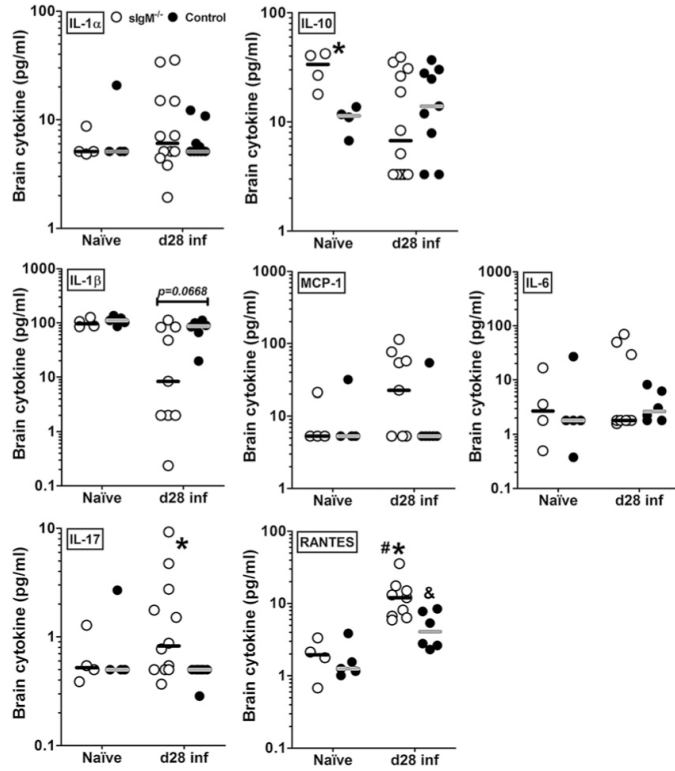 IL-1α
○ sIgM-/- ● Control
Brain cytokine (pg/ml)
100
10
1
Naïve
d28 inf
IL-10
*
Brain cytokine (pg/ml)
100
10
1
Naïve
d28 inf
IL-1β
p=0.0668
Brain cytokine (pg/ml)
1000
100
10
1
0.1
Naïve
d28 inf
MCP-1
Brain cytokine (pg/ml)
1000
100
10
1
Naïve
d28 inf
IL-6
Brain cytokine (pg/ml)
1000
100
10
1
0.1
Naïve
d28 inf
IL-17
*
Brain cytokine (pg/ml)
10
1
0.1
Naïve
d28 inf
RANTES
#*
&
Brain cytokine (pg/ml)
100
10
1
0.1
Naïve
d28 inf